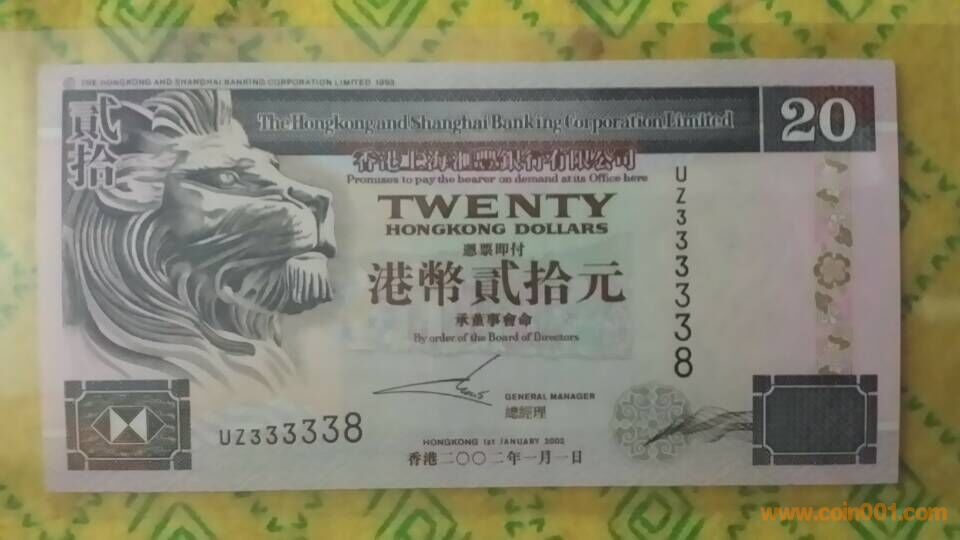 © THE HONGKONG AND SHANGHAI BANKING CORPORATION LIMITED 1993
貳拾
The Hongkong and Shanghai Banking Corporation Limited
20
香港上海滙豐銀行有限公司
Promises to pay the bearer on demand at its Office here
UZ333338
TWENTY
HONGKONG DOLLARS
憑票即付
港幣貳拾元
承董事會命
By order of the Board of Directors
GENERAL MANAGER
總經理
UZ333338
HONGKONG 1st JANUARY 2002
香港二〇〇二年一月一日
www.coin001.com